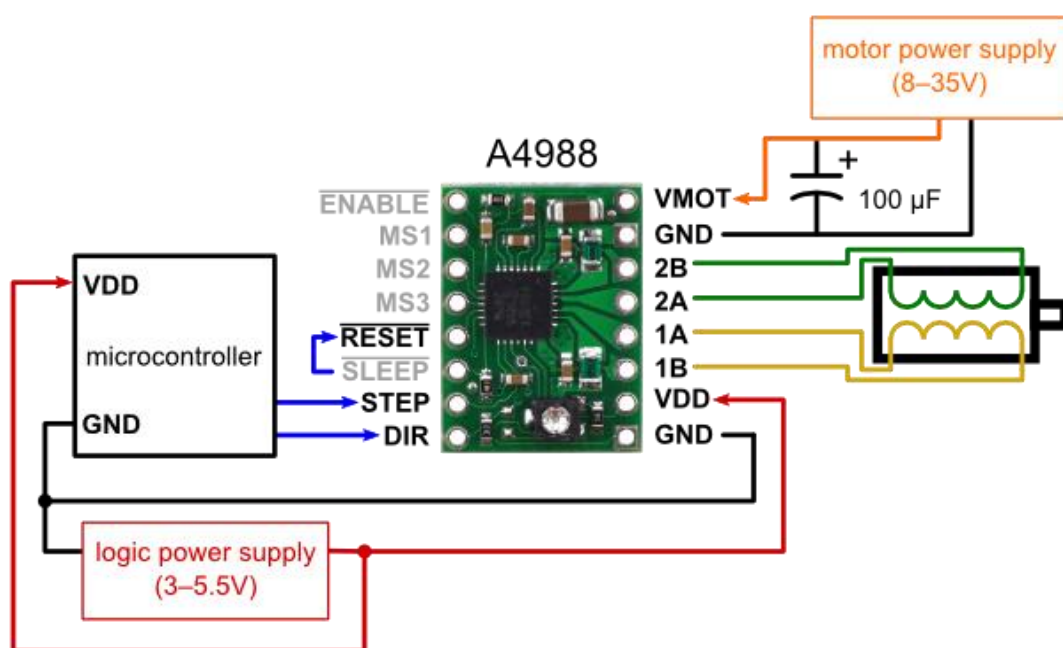 motor power supply
(8–35V)
A4988
ENABLE
MS1
MS2
MS3
RESET
SLEEP
STEP
DIR
VMOT
GND
2B
2A
1A
1B
VDD
GND
+
100 µF
VDD
microcontroller
GND
logic power supply
(3–5.5V)